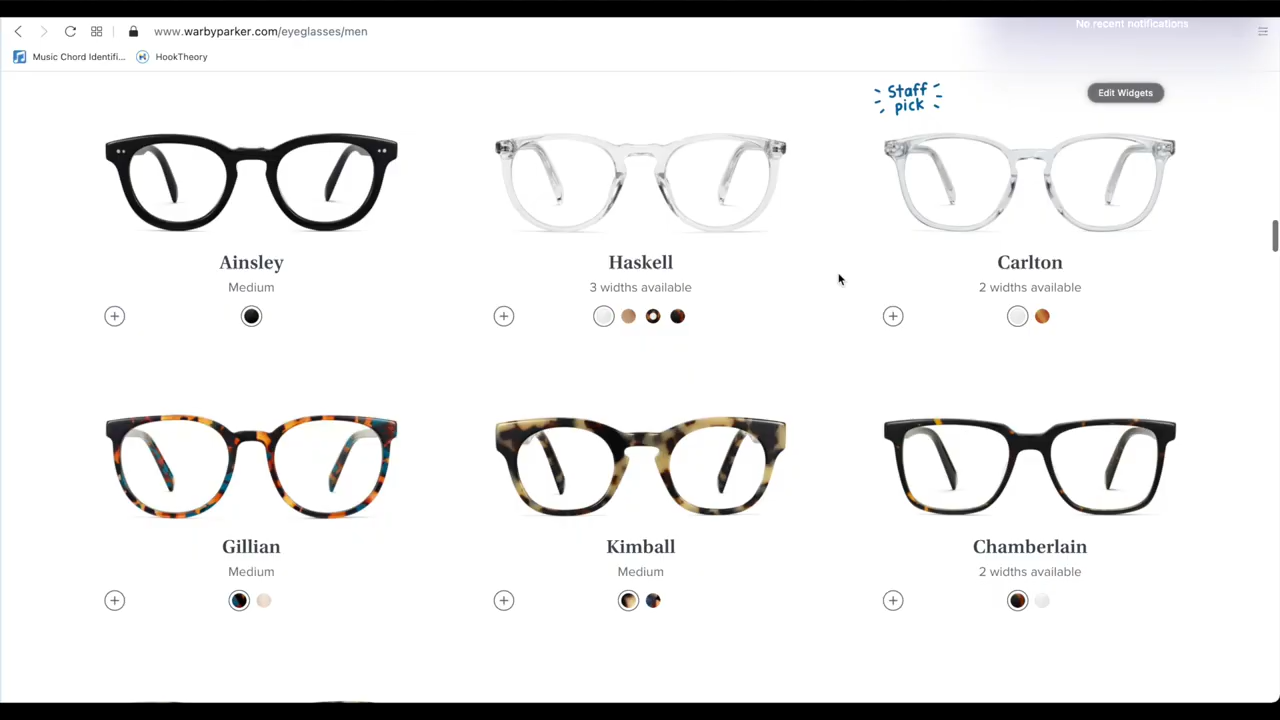 www.warbyparker.com/eyeglasses/men
No recent notifications
Music Chord Identifi...
HookTheory
Staff
pick
Edit Widgets
Ainsley
Medium
Haskell
3 widths available
Carlton
2 widths available
Gillian
Medium
Kimball
Medium
Chamberlain
2 widths available